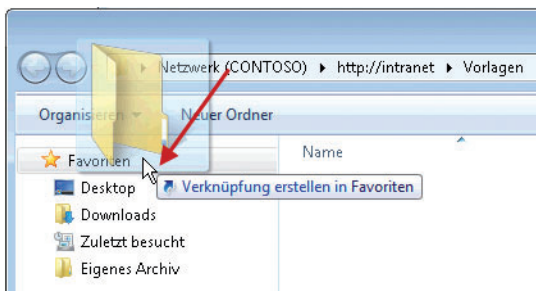 Netzwerk (CONTOSO) ▸ http://intranet ▸ Vorlagen
Organisieren Neuer Ordner
Favoriten
Name
Desktop
Verknüpfung erstellen in Favoriten
Downloads
Zuletzt besucht
Eigenes Archiv